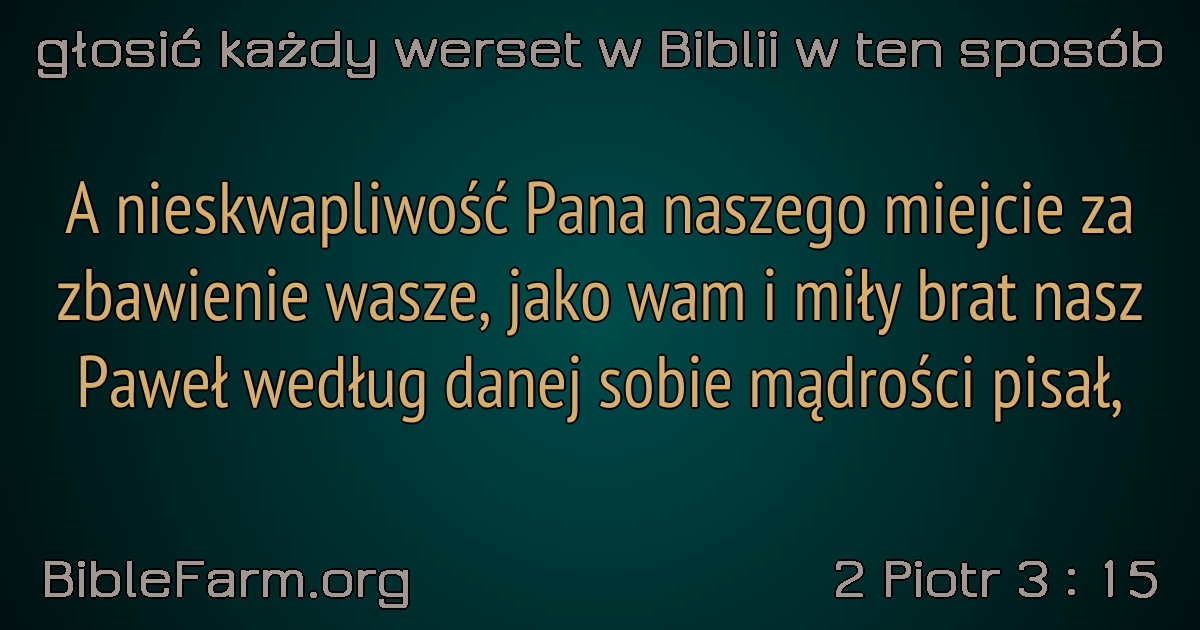 głosić każdy werset w Biblii w ten sposób
A nieskwapliwość Pana naszego miejcie za
zbawienie wasze, jako wam i miły brat nasz
Paweł według danej sobie mądrości pisał,
BibleFarm.org
2 Piotr 3 : 15